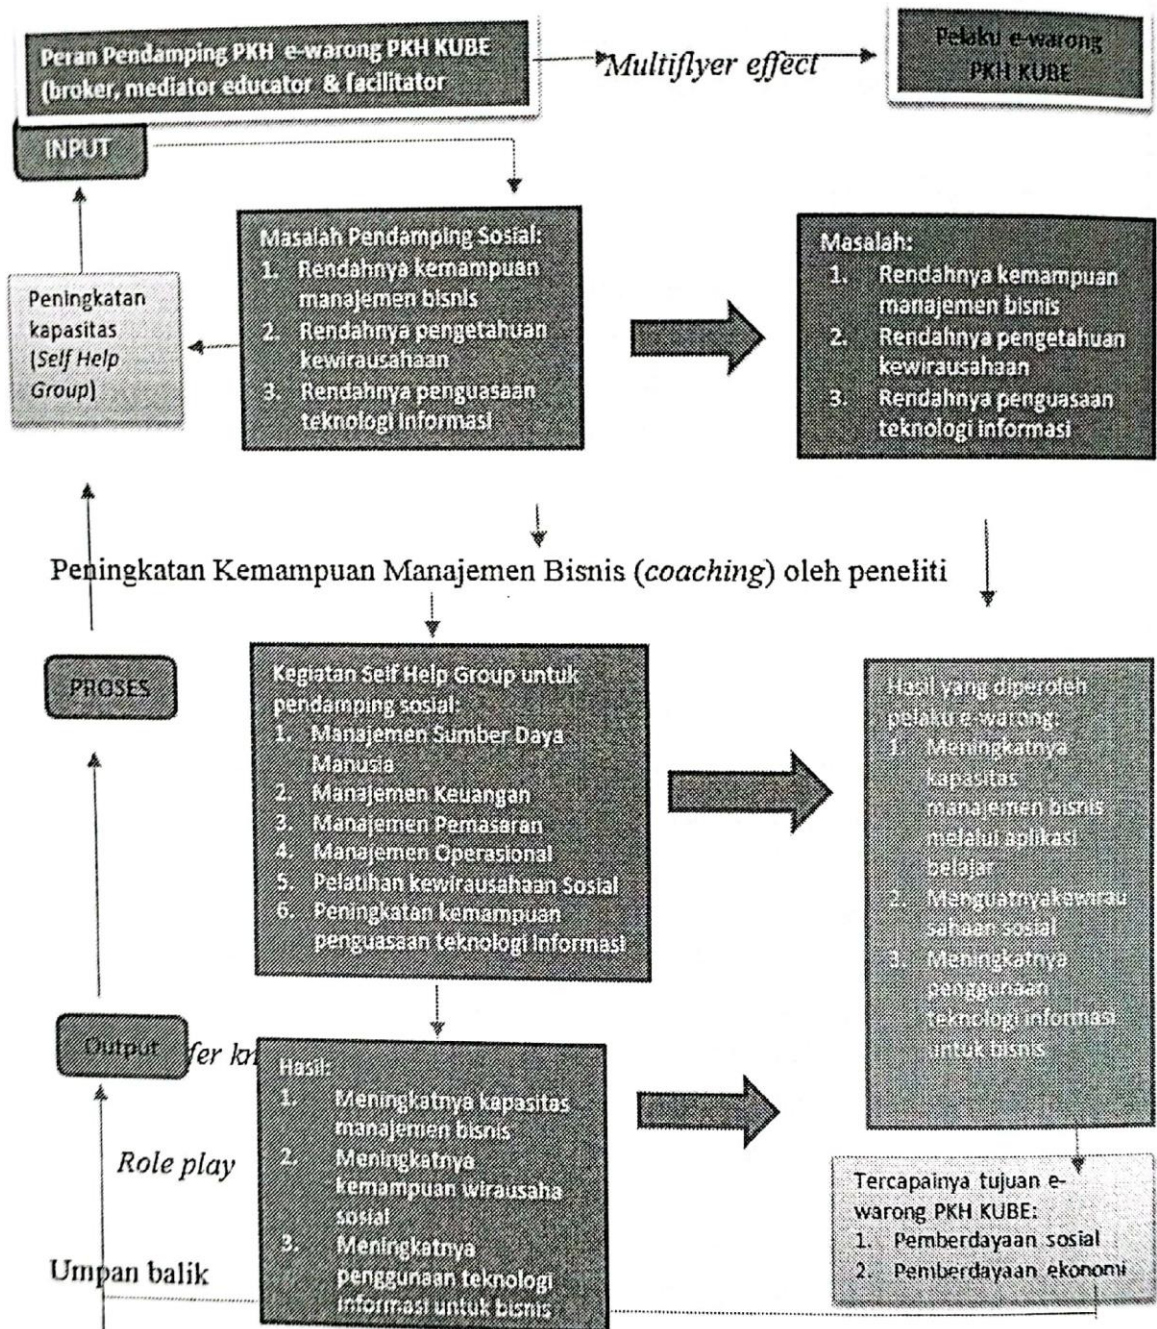 Peran Pendamping PKH e-warong PKH KUBE
(broker, mediator educator & facilitator
Multiflyer effect
Pelaku e-warong
PKH KUBE
INPUT
Masalah Pendamping Sosial:
1. Rendahnya kemampuan
manajemen bisnis
2. Rendahnya pengetahuan
kewirausahaan
3. Rendahnya penguasaan
teknologi informasi
Masalah:
1. Rendahnya kemampuan
manajemen bisnis
2. Rendahnya pengetahuan
kewirausahaan
3. Rendahnya penguasaan
teknologi informasi
Peningkatan
kapasitas
(Self Help
Group)
Peningkatan Kemampuan Manajemen Bisnis (coaching) oleh peneliti
PROSES
Kegiatan Self Help Group untuk
pendamping sosial:
1. Manajemen Sumber Daya
Manusia
2. Manajemen Keuangan
3. Manajemen Pemasaran
4. Manajemen Operasional
5. Pelatihan kewirausahaan Sosial
6. Peningkatan kemampuan
penguasaan teknologi Informasi
Hasil yang diperoleh
pelaku e-warong:
1. Meningkatnya
kapasitas
manajemen bisnis
melalui aplikasi
belajar
2. Menguatnyakewirau
sahaan sosial
3. Meningkatnya
penggunaan
teknologi informasi
untuk bisnis
Output
fer kn
Hasil:
1. Meningkatnya kapasitas
manajemen bisnis
2. Meningkatnya
kemampuan wirausaha
sosial
3. Meningkatnya
penggunaan teknologi
informasi untuk bisnis
Role play
Umpan balik
Tercapainya tujuan e-
warong PKH KUBE:
1. Pemberdayaan sosial
2. Pemberdayaan ekonomi